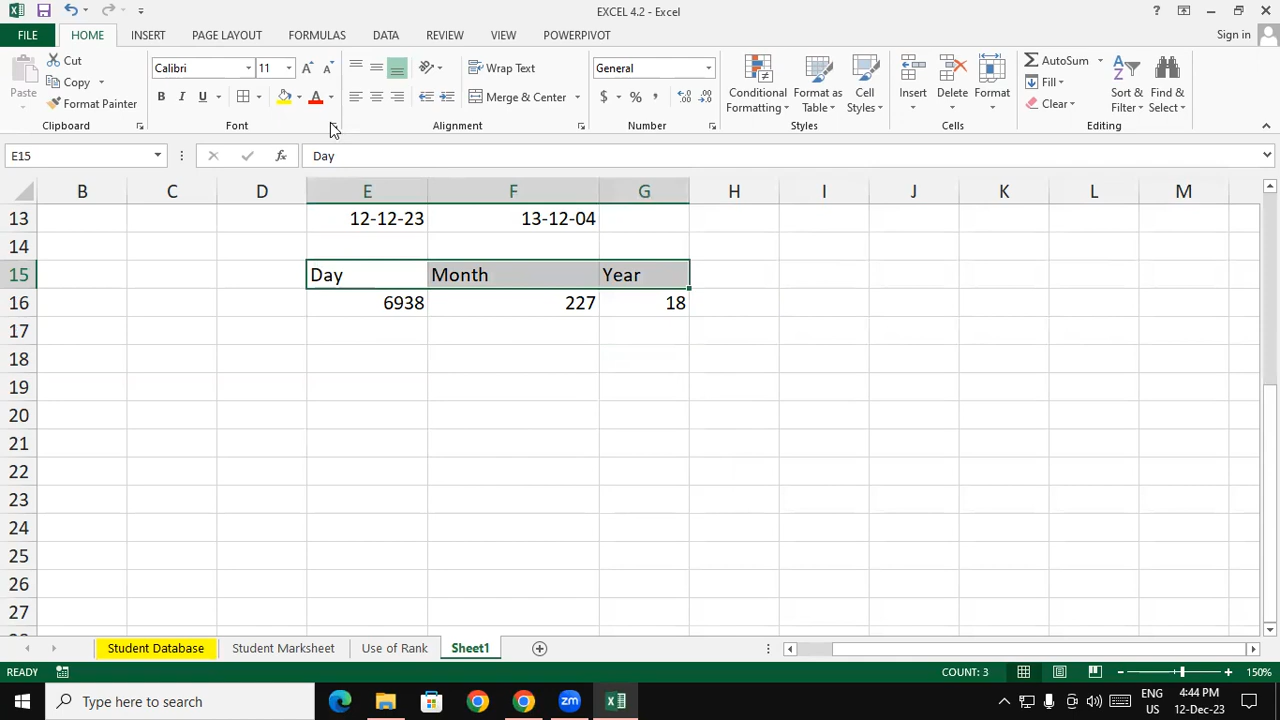 EXCEL 4.2 - Excel
FILE HOME INSERT PAGE LAYOUT FORMULAS DATA REVIEW VIEW POWERPIVOT Sign in
Cut
Copy
Format Painter
Paste
Clipboard
Calibri 11
B I U
Font
Wrap Text
Merge & Center
Alignment
General
$ % ,
Number
Conditional Formatting
Format as Table
Cell Styles
Styles
Insert Delete Format
Cells
AutoSum
Fill
Clear
Sort & Filter
Find & Select
Editing
E15 fx Day
B C D E F G H I J K L M
13 12-12-23 13-12-04
14
15 Day Month Year
16 6938 227 18
17
18
19
20
21
22
23
24
25
26
27
Student Database Student Marksheet Use of Rank Sheet1
READY COUNT: 3 150%
Type here to search
ENG
US
4:44 PM
12-Dec-23